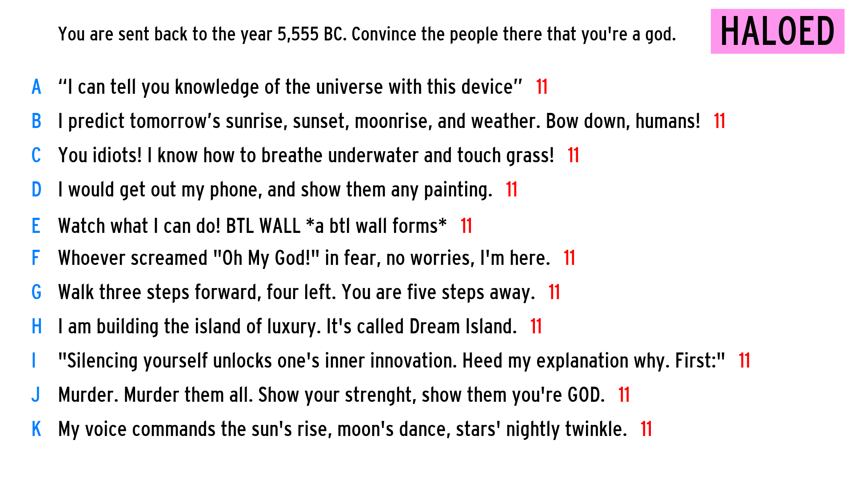 You are sent back to the year 5,555 BC. Convince the people there that you're a god.
HALOED
A “I can tell you knowledge of the universe with this device” 11
B I predict tomorrow’s sunrise, sunset, moonrise, and weather. Bow down, humans! 11
C You idiots! I know how to breathe underwater and touch grass! 11
D I would get out my phone, and show them any painting. 11
E Watch what I can do! BTL WALL *a btl wall forms* 11
F Whoever screamed "Oh My God!" in fear, no worries, I'm here. 11
G Walk three steps forward, four left. You are five steps away. 11
H I am building the island of luxury. It's called Dream Island. 11
I "Silencing yourself unlocks one's inner innovation. Heed my explanation why. First:" 11
J Murder. Murder them all. Show your strenght, show them you're GOD. 11
K My voice commands the sun's rise, moon's dance, stars' nightly twinkle. 11